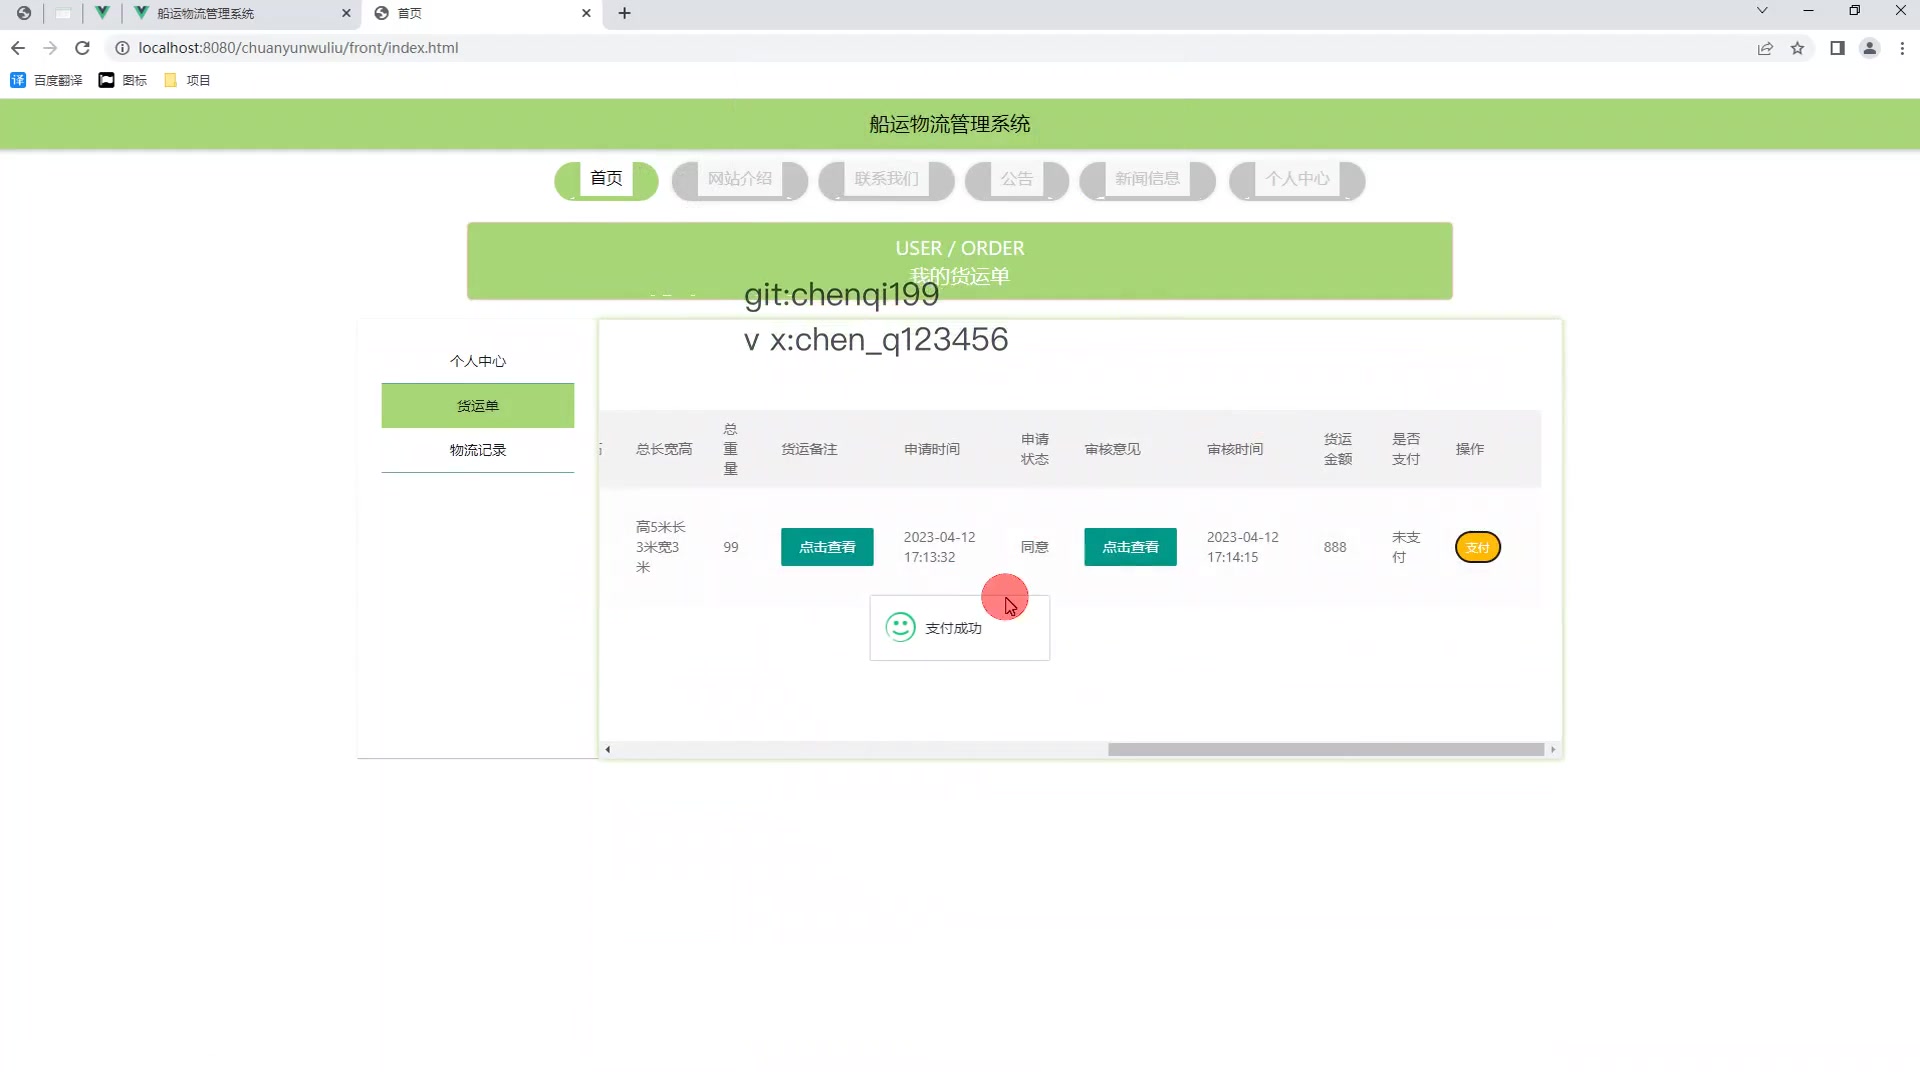 船运物流管理系统
首页
localhost:8080/chuanyunwuliu/front/index.html
百度翻译
图标
项目
船运物流管理系统
首页
网站介绍
联系我们
公告
新闻信息
个人中心
USER / ORDER
我的货运单
git:chenqi199
v x:chen_q123456
个人中心
货运单
物流记录
总长宽高
总
重
量
货运备注
申请时间
申请
状态
审核意见
审核时间
货运
金额
是否
支付
操作
高5米长
3米宽3
米
99
点击查看
2023-04-12
17:13:32
同意
点击查看
2023-04-12
17:14:15
888
未支
付
支付
支付成功